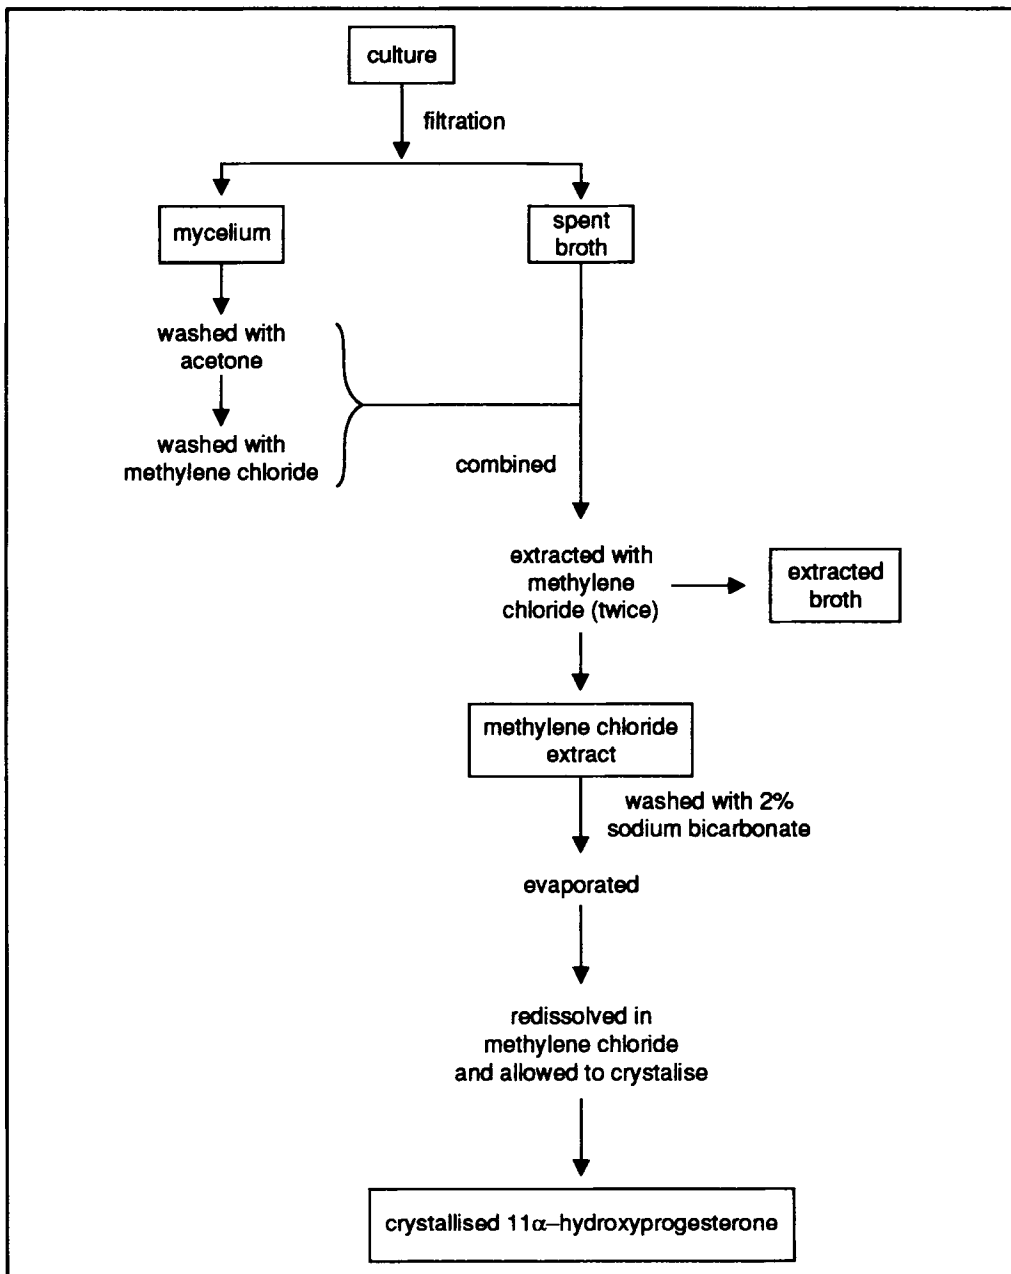 culture
filtration
mycelium
spent
broth
washed with
acetone
washed with
methylene chloride
combined
extracted with
methylene
chloride (twice)
extracted
broth
methylene chloride
extract
washed with 2%
sodium bicarbonate
evaporated
redissolved in
methylene chloride
and allowed to crystalise
crystallised 11α–hydroxyprogesterone